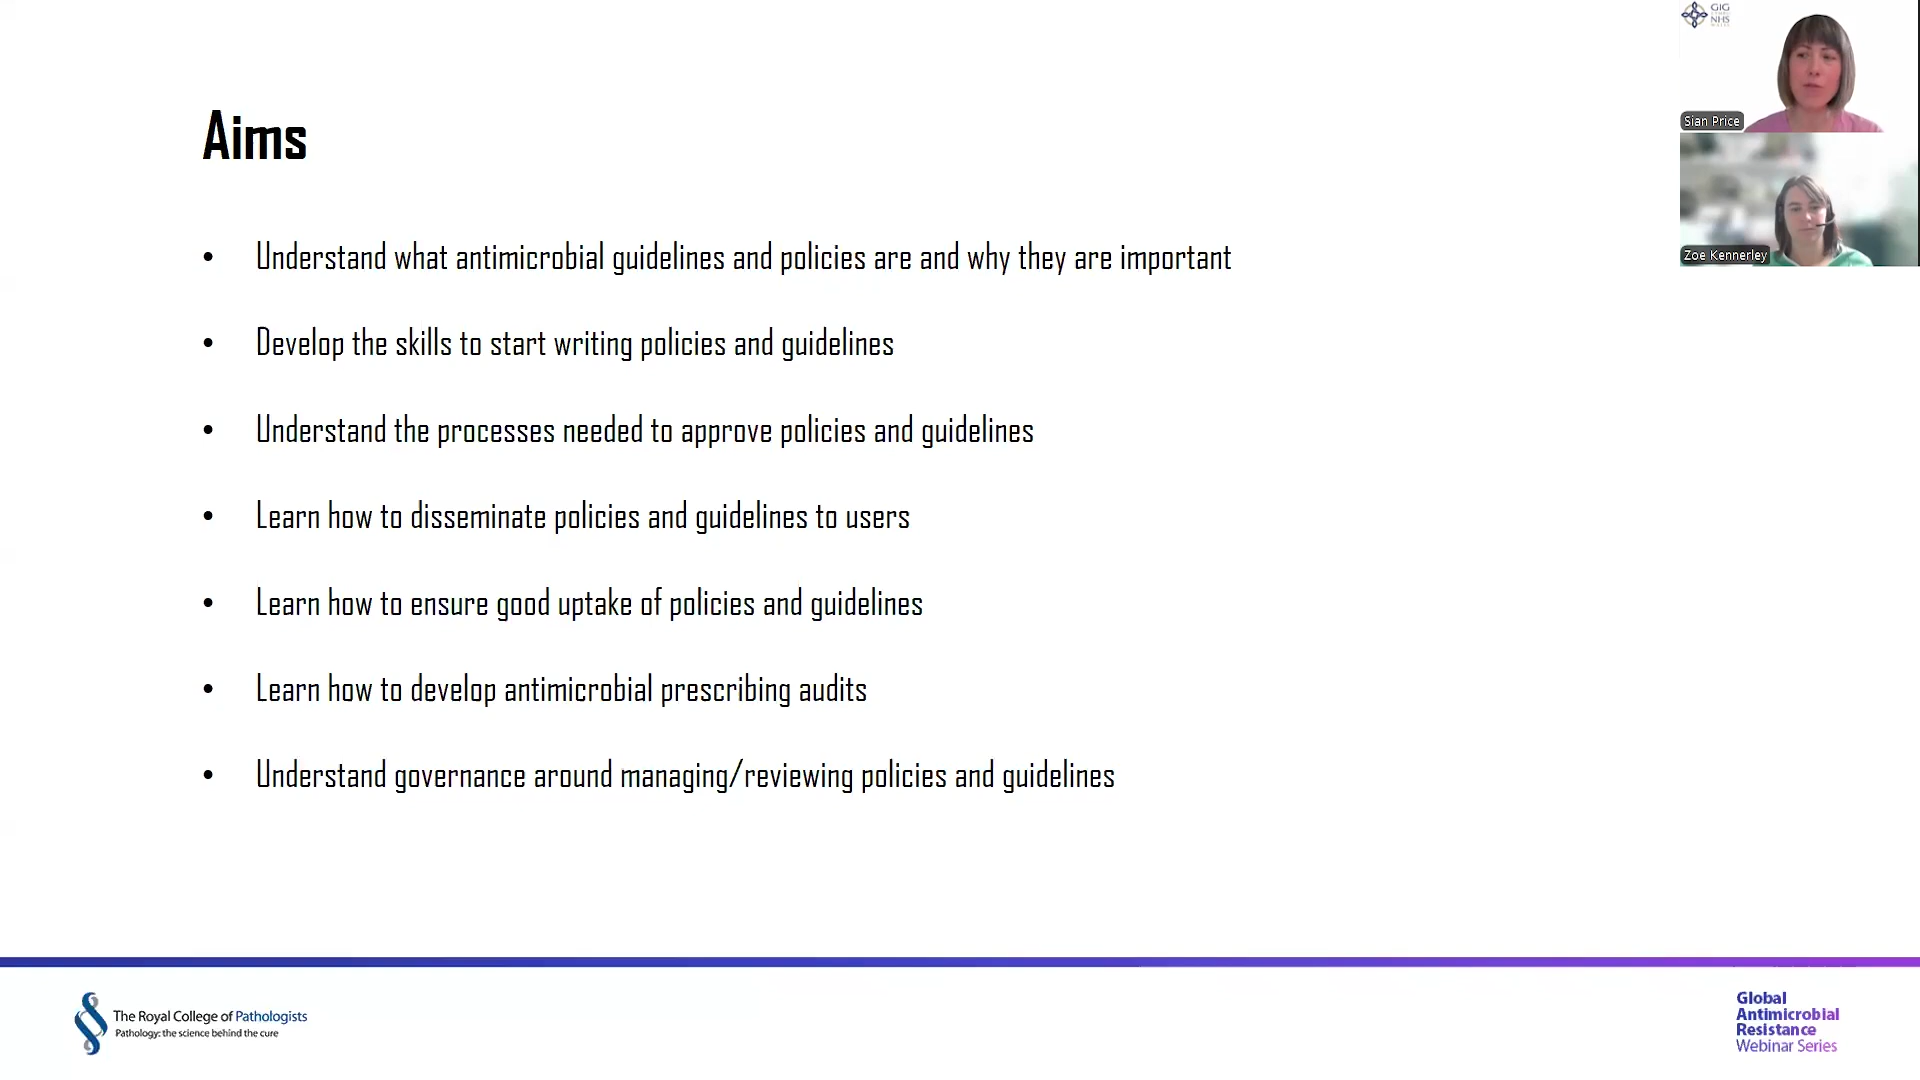 Aims
• Understand what antimicrobial guidelines and policies are and why they are important
• Develop the skills to start writing policies and guidelines
• Understand the processes needed to approve policies and guidelines
• Learn how to disseminate policies and guidelines to users
• Learn how to ensure good uptake of policies and guidelines
• Learn how to develop antimicrobial prescribing audits
• Understand governance around managing/reviewing policies and guidelines
GIG
NHS
Sian Price
Zoe Kennerley
The Royal College of Pathologists
Pathology: the science behind the cure
Global
Antimicrobial
Resistance
Webinar Series